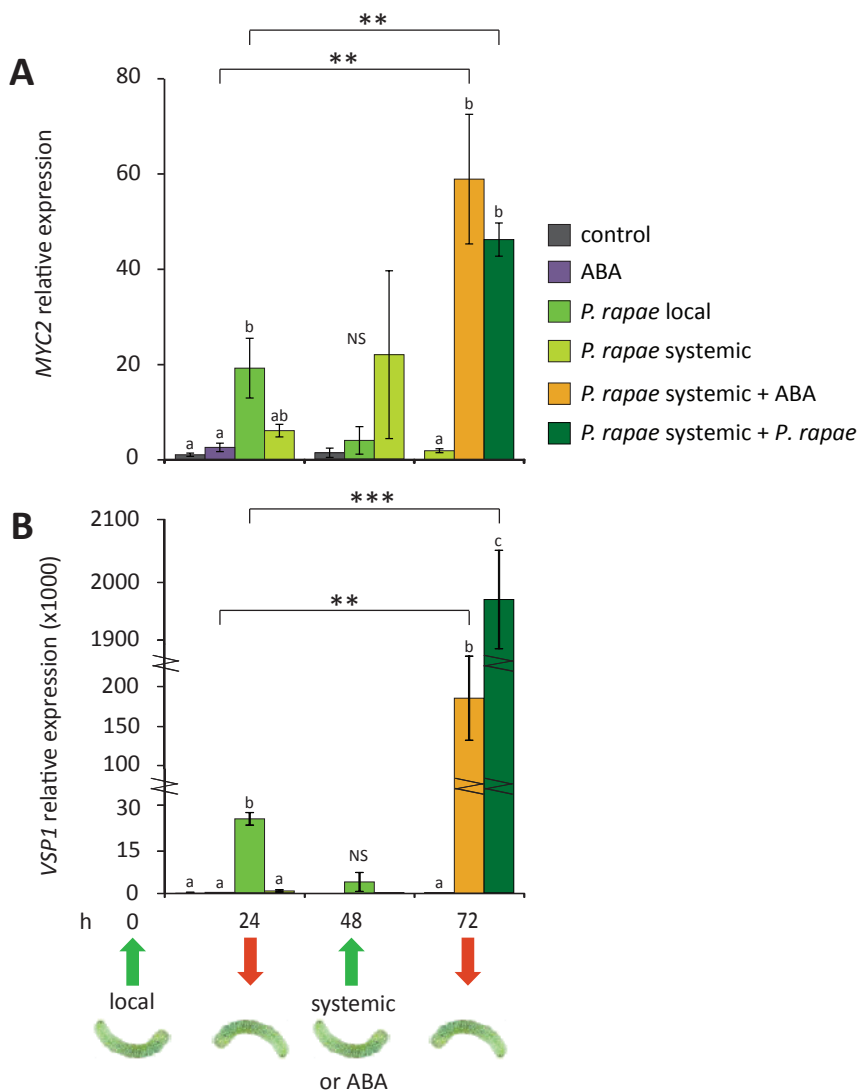 **
**
A
MYC2 relative expression
80
60
40
20
0
a
a
b
ab
NS
a
b
b
control
ABA
P. rapae local
P. rapae systemic
P. rapae systemic + ABA
P. rapae systemic + P. rapae
***
**
B
VSP1 relative expression (x1000)
2100
2000
1900
200
150
100
30
15
0
a
a
b
a
NS
a
b
c
h 0 24 48 72
local
systemic
or ABA